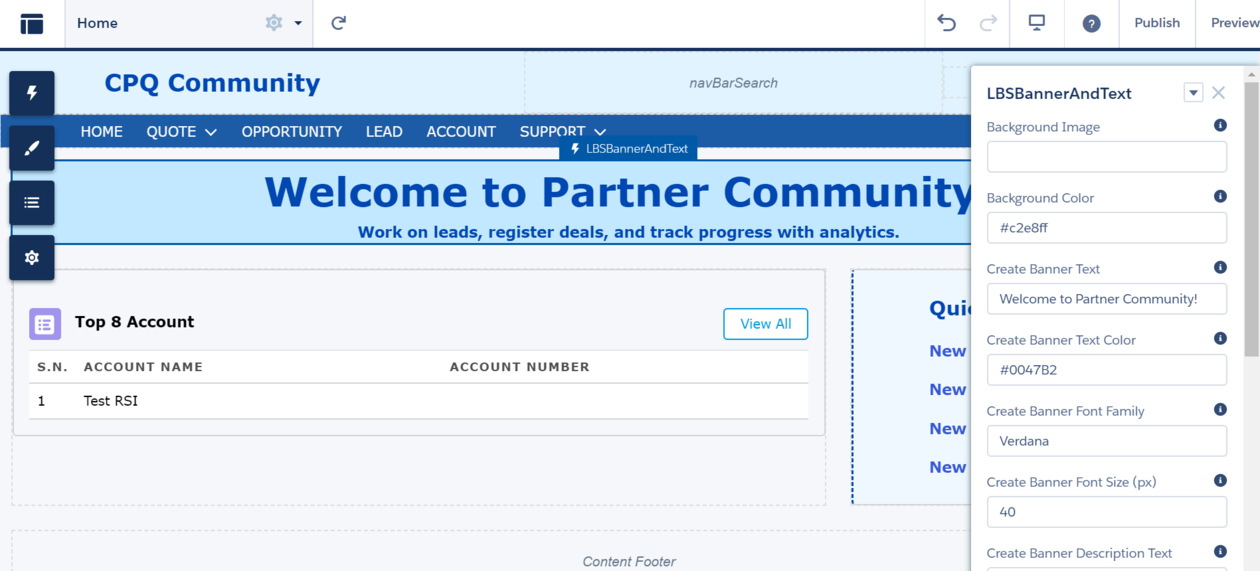 Home
Publish
Preview
CPQ Community
navBarSearch
HOME QUOTE OPPORTUNITY LEAD ACCOUNT SUPPORT
LBSBannerAndText
Welcome to Partner Community
Work on leads, register deals, and track progress with analytics.
Top 8 Account
View All
S.N. ACCOUNT NAME ACCOUNT NUMBER
1 Test RSI
New
New
New
New
Content Footer
LBSBannerAndText
Background Image
Background Color
#c2e8ff
Create Banner Text
Welcome to Partner Community!
Create Banner Text Color
#0047B2
Create Banner Font Family
Verdana
Create Banner Font Size (px)
40
Create Banner Description Text